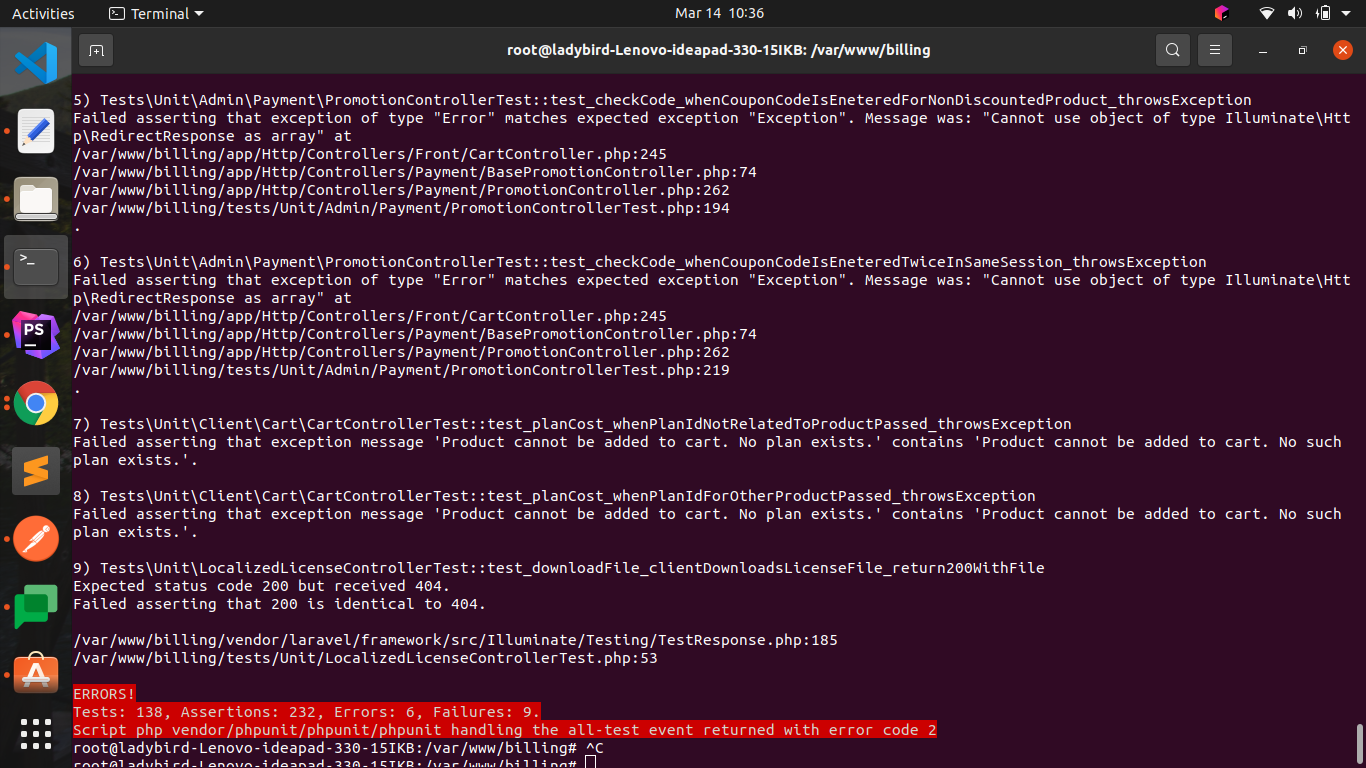 Activities
Terminal
Mar 14 10:36
root@ladybird-Lenovo-ideapad-330-15IKB: /var/www/billing
5) Tests\Unit\Admin\Payment\PromotionControllerTest::test_checkCode_whenCouponCodeIsEneteredForNonDiscountedProduct_throwsException
Failed asserting that exception of type "Error" matches expected exception "Exception". Message was: "Cannot use object of type Illuminate\Htt
p\RedirectResponse as array" at
/var/www/billing/app/Http/Controllers/Front/CartController.php:245
/var/www/billing/app/Http/Controllers/Payment/BasePromotionController.php:74
/var/www/billing/app/Http/Controllers/Payment/PromotionController.php:262
/var/www/billing/tests/Unit/Admin/Payment/PromotionControllerTest.php:194
.
6) Tests\Unit\Admin\Payment\PromotionControllerTest::test_checkCode_whenCouponCodeIsEneteredTwiceInSameSession_throwsException
Failed asserting that exception of type "Error" matches expected exception "Exception". Message was: "Cannot use object of type Illuminate\Htt
p\RedirectResponse as array" at
/var/www/billing/app/Http/Controllers/Front/CartController.php:245
/var/www/billing/app/Http/Controllers/Payment/BasePromotionController.php:74
/var/www/billing/app/Http/Controllers/Payment/PromotionController.php:262
/var/www/billing/tests/Unit/Admin/Payment/PromotionControllerTest.php:219
.
7) Tests\Unit\Client\Cart\CartControllerTest::test_planCost_whenPlanIdNotRelatedToProductPassed_throwsException
Failed asserting that exception message 'Product cannot be added to cart. No plan exists.' contains 'Product cannot be added to cart. No such
plan exists.'.
8) Tests\Unit\Client\Cart\CartControllerTest::test_planCost_whenPlanIdForOtherProductPassed_throwsException
Failed asserting that exception message 'Product cannot be added to cart. No plan exists.' contains 'Product cannot be added to cart. No such
plan exists.'.
9) Tests\Unit\LocalizedLicenseControllerTest::test_downloadFile_clientDownloadsLicenseFile_return200WithFile
Expected status code 200 but received 404.
Failed asserting that 200 is identical to 404.
/var/www/billing/vendor/laravel/framework/src/Illuminate/Testing/TestResponse.php:185
/var/www/billing/tests/Unit/LocalizedLicenseControllerTest.php:53
ERRORS!
Tests: 138, Assertions: 232, Errors: 6, Failures: 9.
Script php vendor/phpunit/phpunit/phpunit handling the all-test event returned with error code 2
root@ladybird-Lenovo-ideapad-330-15IKB:/var/www/billing# ^C
root@ladybird-Lenovo-ideapad-330-15IKB:/var/www/billing#
>_
PS